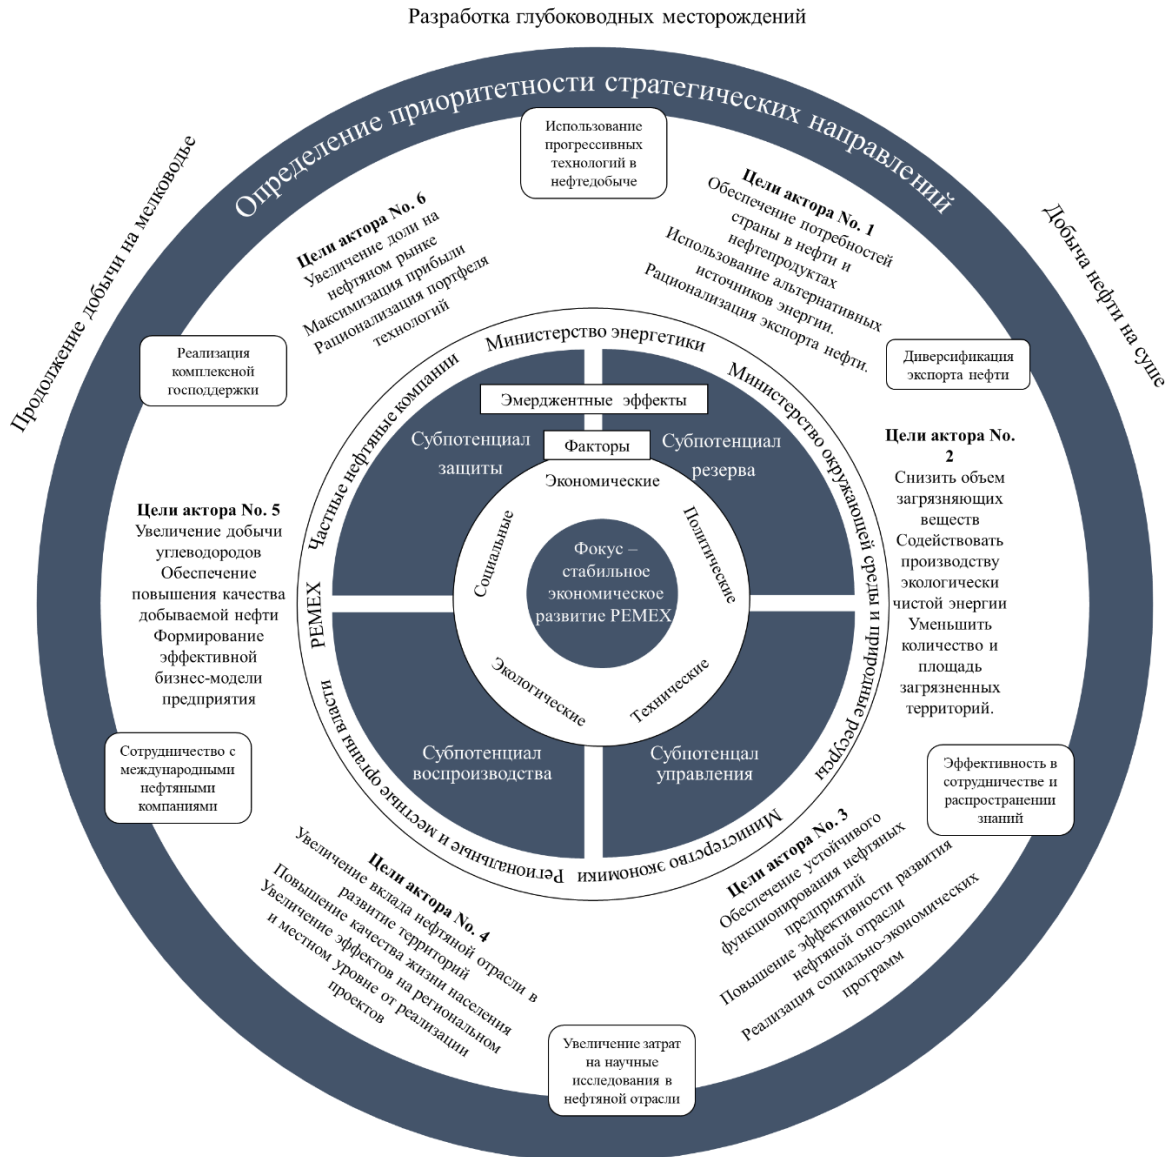 Разработка глубоководных месторождений
Определение приоритетности стратегических направлений
Продолжение добычи на мелководье
Добыча нефти на суше
Использование
прогрессивных
технологий в
нефтедобыче
Цели актора No. 6
Увеличение доли на
нефтяном рынке
Максимизация прибыли
Рационализация портфеля
технологий
Цели актора No. 1
Обеспечение потребностей
страны в нефти и
нефтепродуктах
Использование альтернативных
источников энергии.
Рационализация экспорта нефти.
Реализация
комплексной
господдержки
Диверсификация
экспорта нефти
Министерство энергетики
Министерство окружающей среды и природные ресурсы
Министерство экономики
Региональные и местные органы власти
PEMEX
Частные нефтяные компании
Эмерджентные эффекты
Субпотенциал
защиты
Факторы
Субпотенциал
резерва
Экономические
Социальные
Политические
Фокус –
стабильное
экономическое
развитие PEMEX
Экологические
Технические
Субпотенциал
воспроизводства
Субпотенцал
управления
Цели актора No. 5
Увеличение добычи
углеводородов
Обеспечение
повышения качества
добываемой нефти
Формирование
эффективной
бизнес-модели
предприятия
Цели актора No.
2
Снизить объем
загрязняющих
веществ
Содействовать
производству
экологически
чистой энергии
Уменьшить
количество и
площадь
загрязненных
территорий.
Сотрудничество с
международными
нефтяными
компаниями
Эффективность в
сотрудничестве и
распространении
знаний
Цели актора No. 4
Увеличение вклада нефтяной отрасли в
развитие территорий
Повышение качества жизни населения
Увеличение эффектов на региональном
и местном уровне от реализации
проектов
Цели актора No. 3
Обеспечение устойчивого
функционирования нефтяных
предприятий
Повышение эффективности развития
нефтяной отрасли
Реализация социально-экономических
программ
Увеличение затрат
на научные
исследования в
нефтяной отрасли